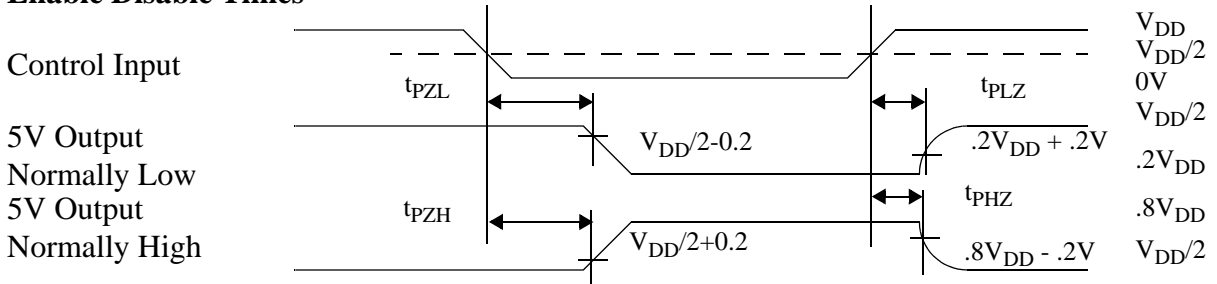 Enable Disable Times
V_DD
V_DD/2
Control Input
0V
t_PZL
t_PLZ
V_DD/2
5V Output
Normally Low
V_DD/2-0.2
.2V_DD + .2V
.2V_DD
5V Output
Normally High
t_PZH
t_PHZ
.8V_DD
V_DD/2+0.2
.8V_DD - .2V
V_DD/2